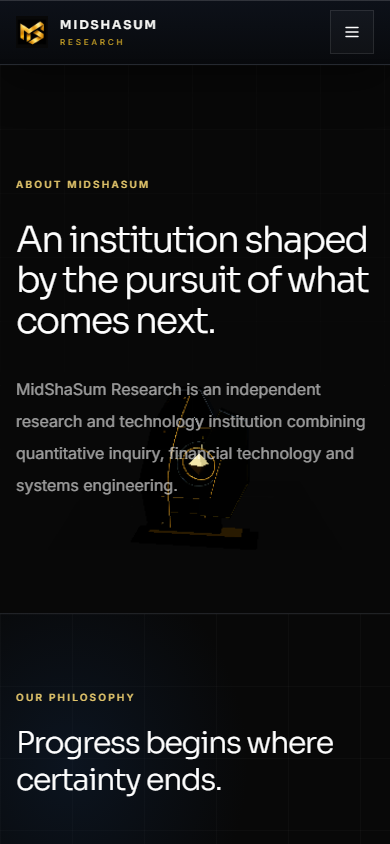 MIDSHASUM
RESEARCH
ABOUT MIDSHASUM
An institution shaped
by the pursuit of what
comes next.
MidShaSum Research is an independent
research and technology institution combining
quantitative inquiry, financial technology and
systems engineering.
OUR PHILOSOPHY
Progress begins where
certainty ends.